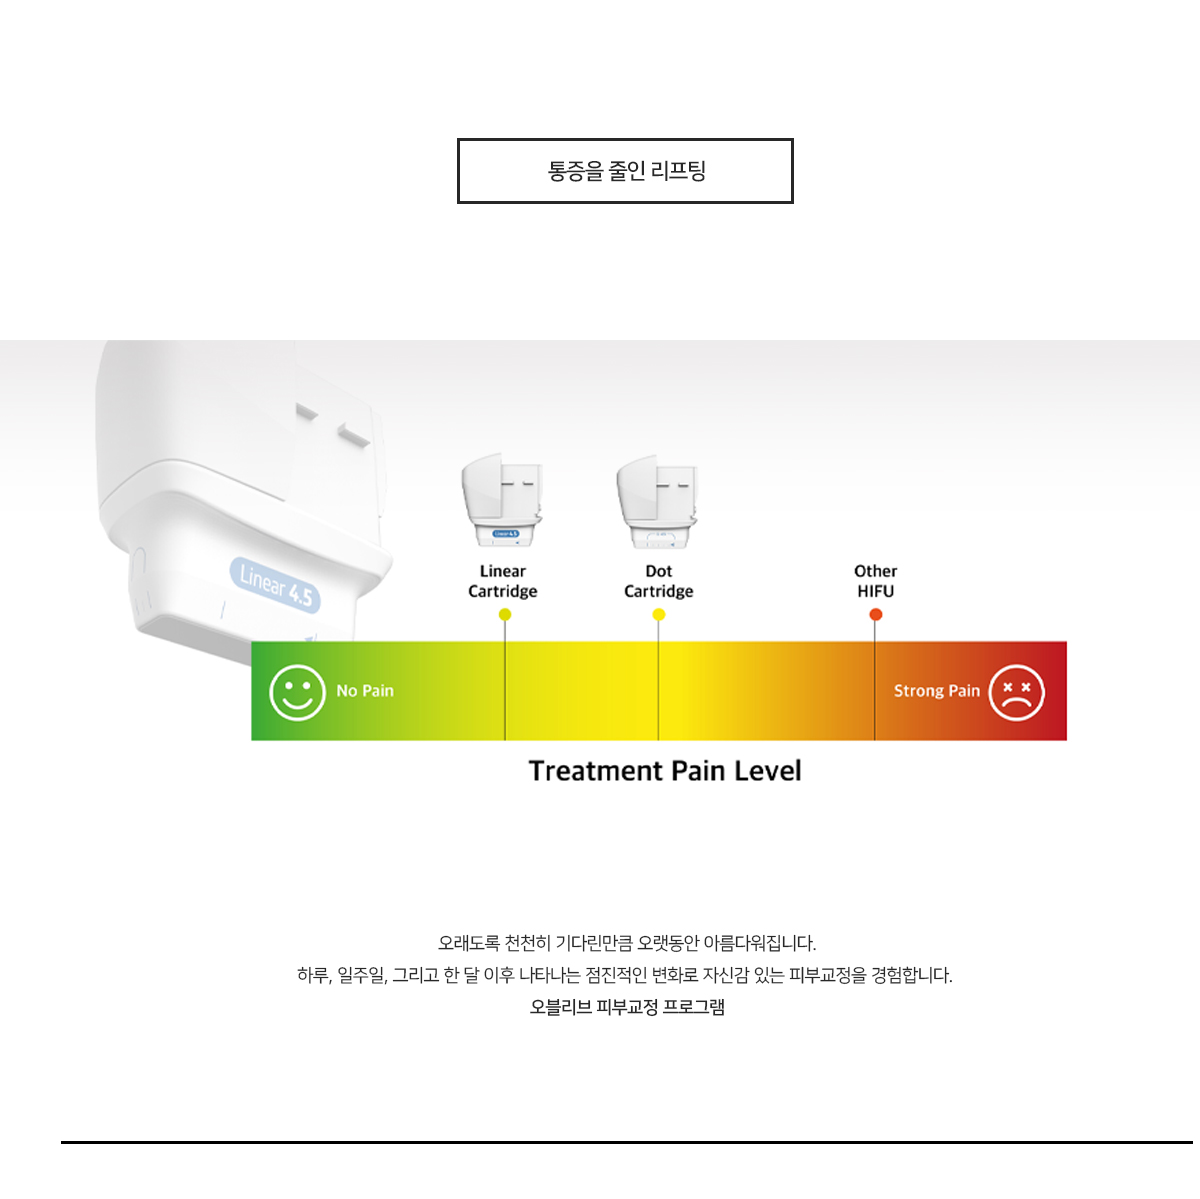 통증을 줄인 리프팅
Linear 4.5
Linear 4.5
Linear
Cartridge
Dot
Cartridge
Other
HIFU
No Pain
Strong Pain
Treatment Pain Level
오래도록 천천히 기다린만큼 오랫동안 아름다워집니다.
하루, 일주일, 그리고 한 달 이후 나타나는 점진적인 변화로 자신감 있는 피부교정을 경험합니다.
오블리브 피부교정 프로그램